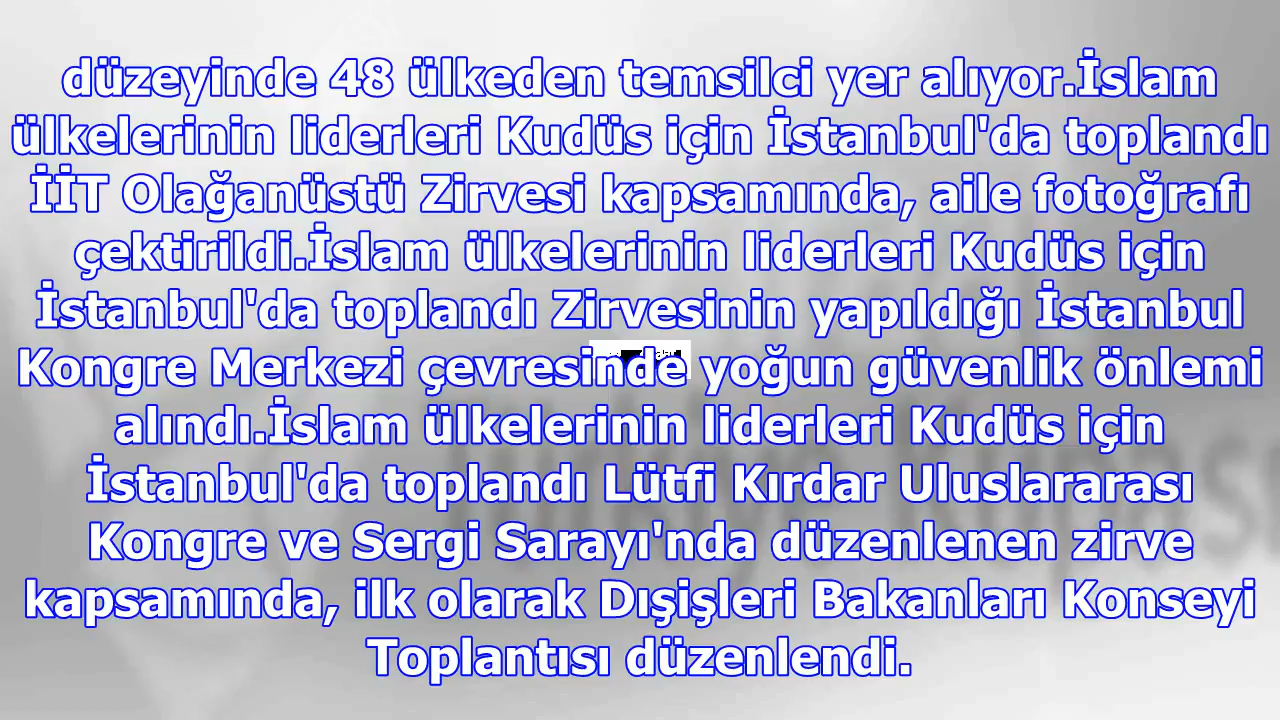 düzeyinde 48 ülkeden temsilci yer alıyor.İslam
ülkelerinin liderleri Kudüs için İstanbul'da toplandı
İİT Olağanüstü Zirvesi kapsamında, aile fotoğrafı
çektirildi.İslam ülkelerinin liderleri Kudüs için
İstanbul'da toplandı Zirvesinin yapıldığı İstanbul
Kongre Merkezi çevresinde yoğun güvenlik önlemi
alındı.İslam ülkelerinin liderleri Kudüs için
İstanbul'da toplandı Lütfi Kırdar Uluslararası
Kongre ve Sergi Sarayı'nda düzenlenen zirve
kapsamında, ilk olarak Dışişleri Bakanları Konseyi
Toplantısı düzenlendi.